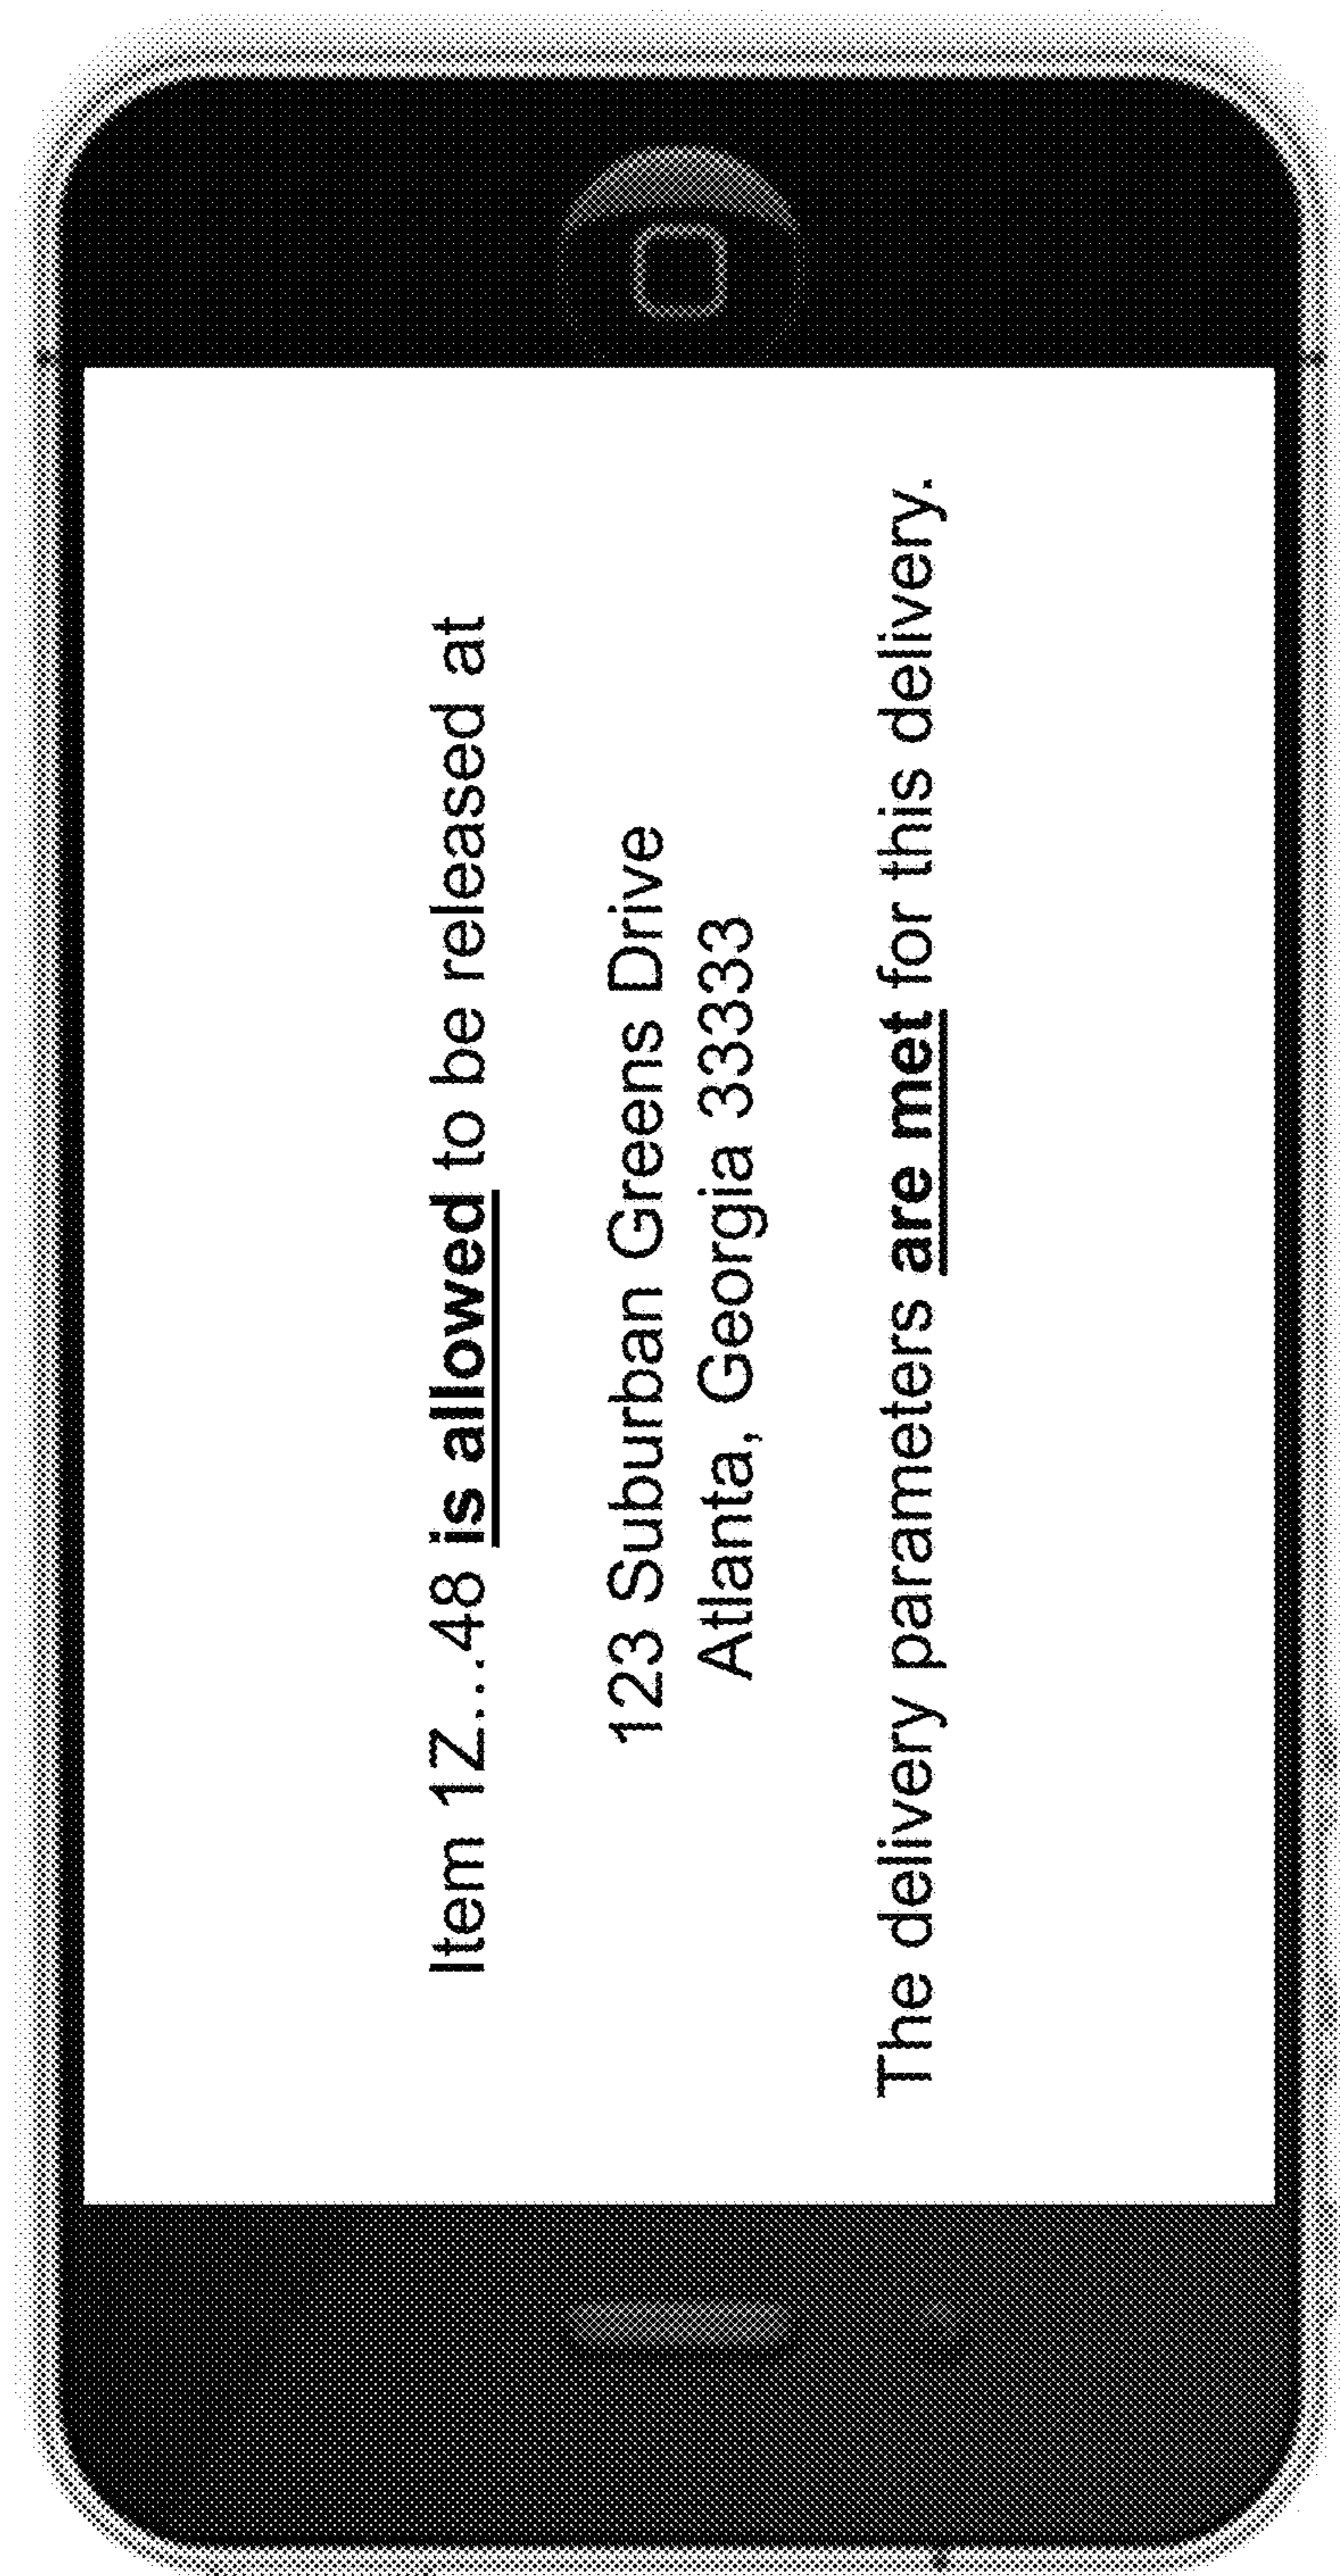 Item 1Z...48 is allowed to be released at
123 Suburban Greens Drive
Atlanta, Georgia 33333
The delivery parameters are met for this delivery.